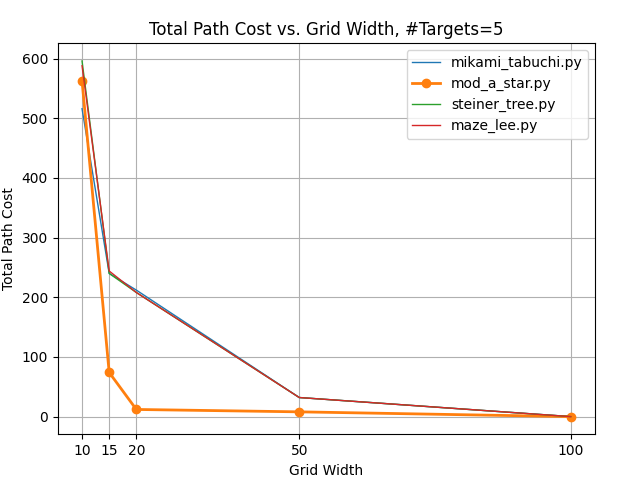 Total Path Cost vs. Grid Width, #Targets=5
mikami_tabuchi.py
mod_a_star.py
steiner_tree.py
maze_lee.py
Total Path Cost
600
500
400
300
200
100
0
10 15 20 50 100
Grid Width